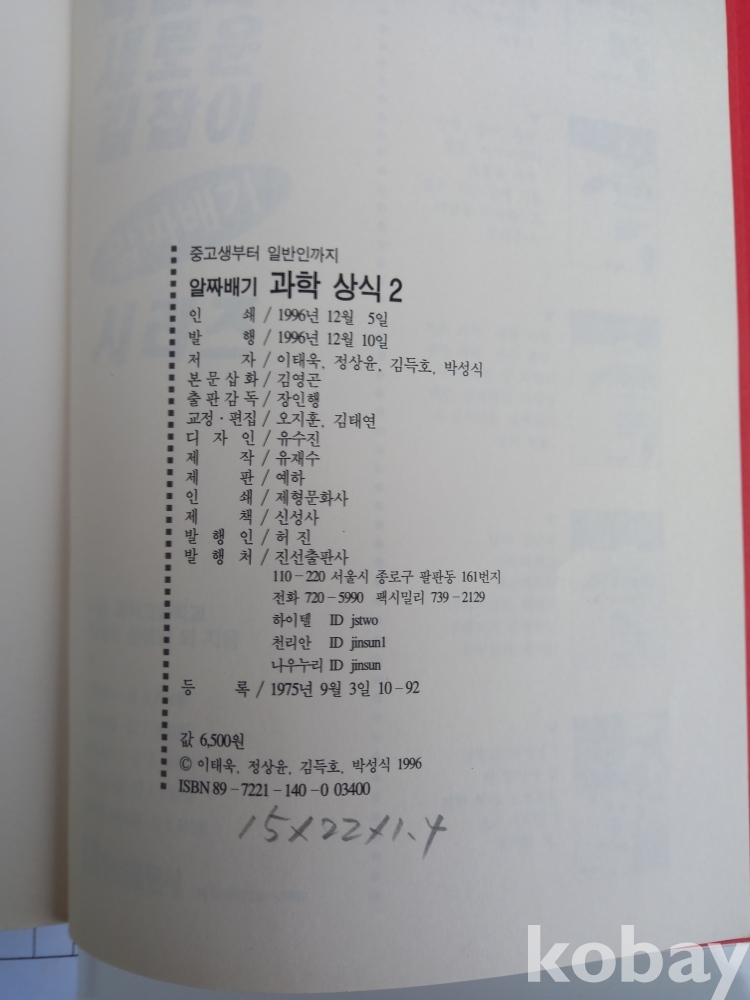 중고생부터 일반인까지
알짜배기 과학 상식 2
인 쇄 / 1996년 12월 5일
발 행 / 1996년 12월 10일
저 자 / 이태욱, 정상윤, 김득호, 박성식
본문삽화 / 김영곤
출판감독 / 장인행
교정·편집 / 오지훈, 김태연
디 자 인 / 유수진
제 작 / 유재수
제 판 / 예하
인 쇄 / 제형문화사
제 책 / 신성사
발 행 인 / 허 진
발 행 처 / 진선출판사
110-220 서울시 종로구 팔판동 161번지
전화 720-5990 팩시밀리 739-2129
하이텔 ID jstwo
천리안 ID jinsun1
나우누리 ID jinsun
등 록 / 1975년 9월 3일 10-92
값 6,500원
© 이태욱, 정상윤, 김득호, 박성식 1996
ISBN 89-7221-140-0 03400
15X22X1.4
kobay